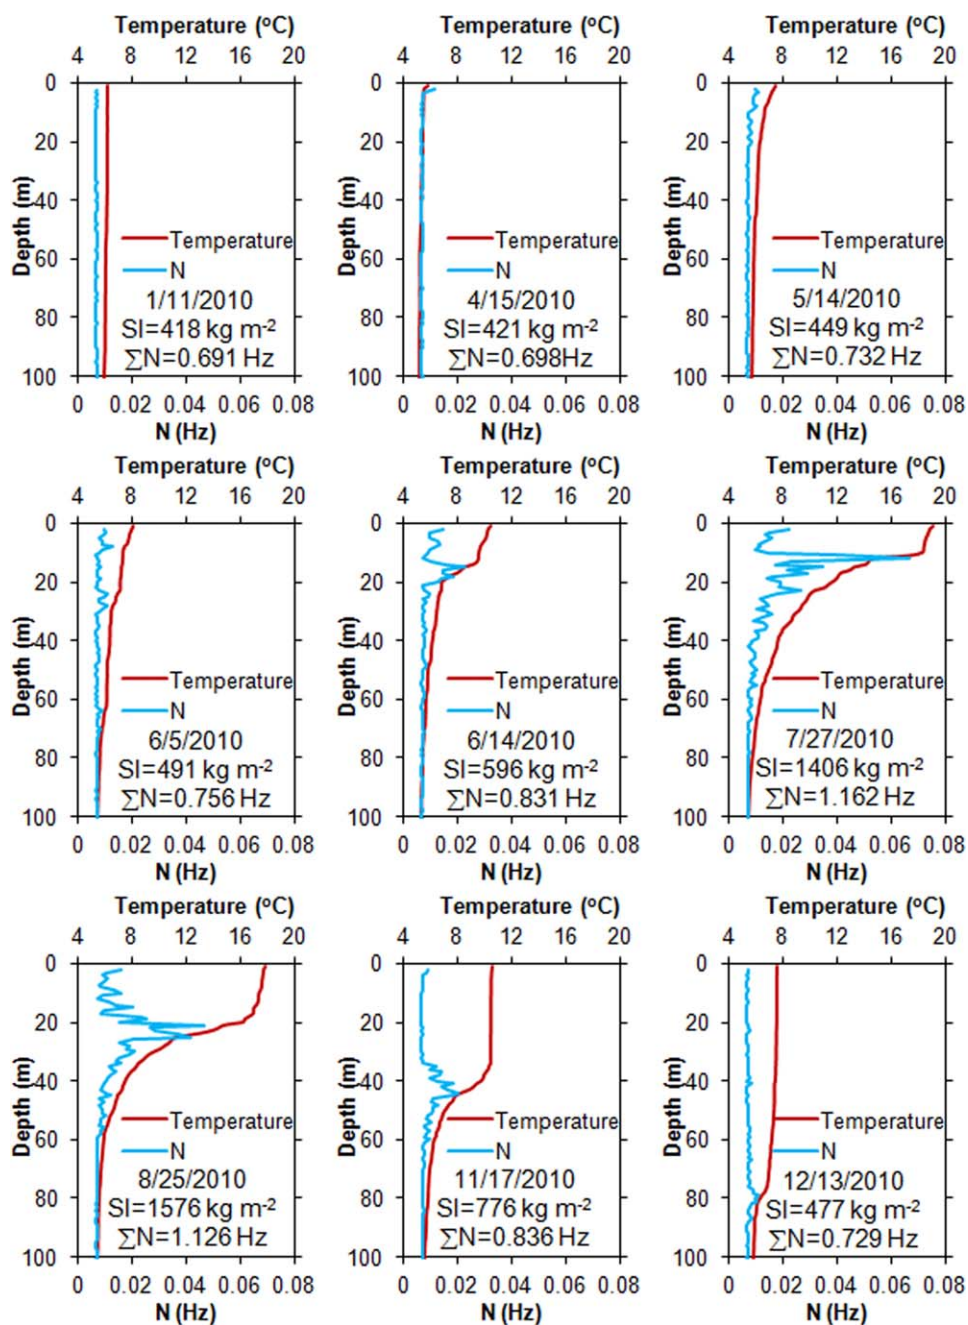 Temperature (ºC) Temperature (ºC) Temperature (ºC)
4 8 12 16 20 4 8 12 16 20 4 8 12 16 20
0 0 0
20 20 20
40 40 40
60 60 60
80 80 80
100 100 100
Depth (m) Depth (m) Depth (m)
Temperature Temperature Temperature
N N N
1/11/2010 4/15/2010 5/14/2010
SI=418 kg m-2 SI=421 kg m-2 SI=449 kg m-2
∑N=0.691 Hz ∑N=0.698Hz ∑N=0.732 Hz
0 0.02 0.04 0.06 0.08 0 0.02 0.04 0.06 0.08 0 0.02 0.04 0.06 0.08
N (Hz) N (Hz) N (Hz)
Temperature (ºC) Temperature (ºC) Temperature (ºC)
4 8 12 16 20 4 8 12 16 20 4 8 12 16 20
0 0 0
20 20 20
40 40 40
60 60 60
80 80 80
100 100 100
Depth (m) Depth (m) Depth (m)
Temperature Temperature Temperature
N N N
6/5/2010 6/14/2010 7/27/2010
SI=491 kg m-2 SI=596 kg m-2 SI=1406 kg m-2
∑N=0.756 Hz ∑N=0.831 Hz ∑N=1.162 Hz
0 0.02 0.04 0.06 0.08 0 0.02 0.04 0.06 0.08 0 0.02 0.04 0.06 0.08
N (Hz) N (Hz) N (Hz)
Temperature (ºC) Temperature (ºC) Temperature (ºC)
4 8 12 16 20 4 8 12 16 20 4 8 12 16 20
0 0 0
20 20 20
40 40 40
60 60 60
80 80 80
100 100 100
Depth (m) Depth (m) Depth (m)
Temperature Temperature Temperature
N N N
8/25/2010 11/17/2010 12/13/2010
SI=1576 kg m-2 SI=776 kg m-2 SI=477 kg m-2
∑N=1.126 Hz ∑N=0.836 Hz ∑N=0.729 Hz
0 0.02 0.04 0.06 0.08 0 0.02 0.04 0.06 0.08 0 0.02 0.04 0.06 0.08
N (Hz) N (Hz) N (Hz)